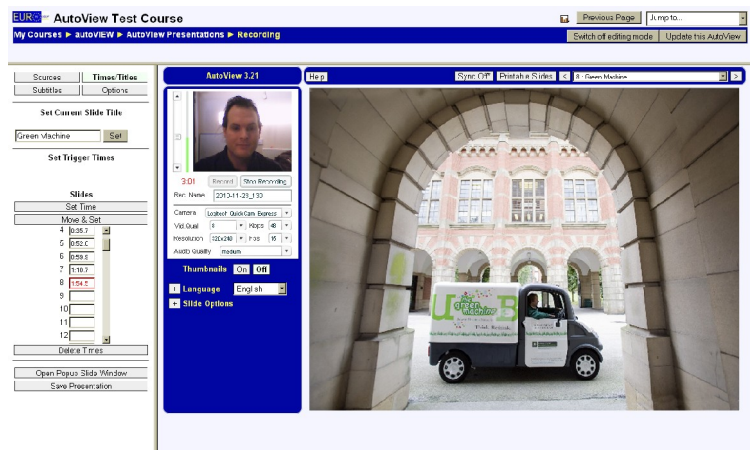 EURO AutoView Test Course
Previous Page
Jump to...
My Courses ► autoVIEW ► AutoView Presentations ► Recording
Switch off editing mode
Update this AutoView
Sources
Times/Titles
Subtitles
Options
Set Current
Slide Title
Green Machine
Set
Set Trigger Times
Slides
Set Time
Move & Set
4 0:35.7
5 0:52.0
6
7 1:10.7
8 1:54.5
9
10
11
12
Delete Times
Open Popup Slide Window
Save Presentation
AutoView 3.21
3:01
Record
Stop Recording
Rec. Name
Camera Logitech QuickCam Express
Vid.Qual 8 Kbps 48
Resolution 320x240 Fps 15
Audio Quality medium
Thumbnails On Off
+ Language English
+ Slide Options
Help
Sync Off
Printable Slides
<
8 : Green Machine
>
the
green
machine
U B